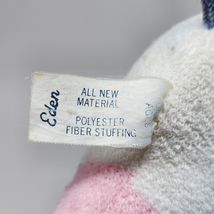 Eden
ALL NEW
MATERIAL
POLYESTER
FIBER STUFFING